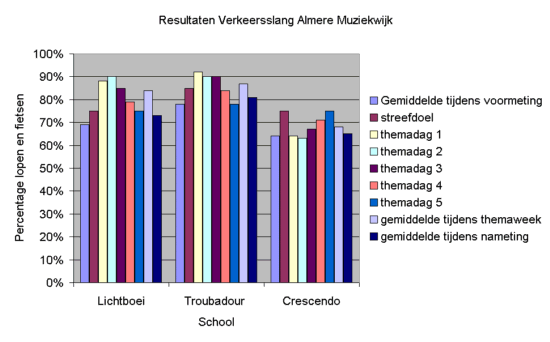 Resultaten Verkeersslang Almere Muziekwijk
Percentage lopen en fietsen
100%
90%
80%
70%
60%
50%
40%
30%
20%
10%
0%
Lichtboei
Troubadour
Crescendo
School
Gemiddelde tijdens voormeting
streefdoel
themadag 1
themadag 2
themadag 3
themadag 4
themadag 5
gemiddelde tijdens themaweek
gemiddelde tijdens nameting